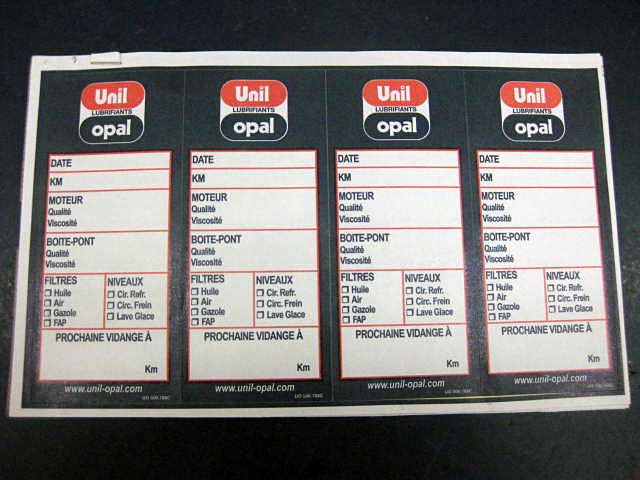 Unil
LUBRIFIANTS
opal
DATE
KM
MOTEUR
Qualité
Viscosité
BOITE-PONT
Qualité
Viscosité
FILTRES
Huile
Air
Gazole
FAP
NIVEAUX
Cir. Refr.
Circ. Frein
Lave Glace
PROCHAINE VIDANGE À
Km
www.unil-opal.com
Unil
LUBRIFIANTS
opal
DATE
KM
MOTEUR
Qualité
Viscosité
BOITE-PONT
Qualité
Viscosité
FILTRES
Huile
Air
Gazole
FAP
NIVEAUX
Cir. Refr.
Circ. Frein
Lave Glace
PROCHAINE VIDANGE À
Km
www.unil-opal.com
Unil
LUBRIFIANTS
opal
DATE
KM
MOTEUR
Qualité
Viscosité
BOITE-PONT
Qualité
Viscosité
FILTRES
Huile
Air
Gazole
FAP
NIVEAUX
Cir. Refr.
Circ. Frein
Lave Glace
PROCHAINE VIDANGE À
Km
www.unil-opal.com
Unil
LUBRIFIANTS
opal
DATE
KM
MOTEUR
Qualité
Viscosité
BOITE-PONT
Qualité
Viscosité
FILTRES
Huile
Air
Gazole
FAP
NIVEAUX
Cir. Refr.
Circ. Frein
Lave Glace
PROCHAINE VIDANGE À
Km
www.unil-opal.com